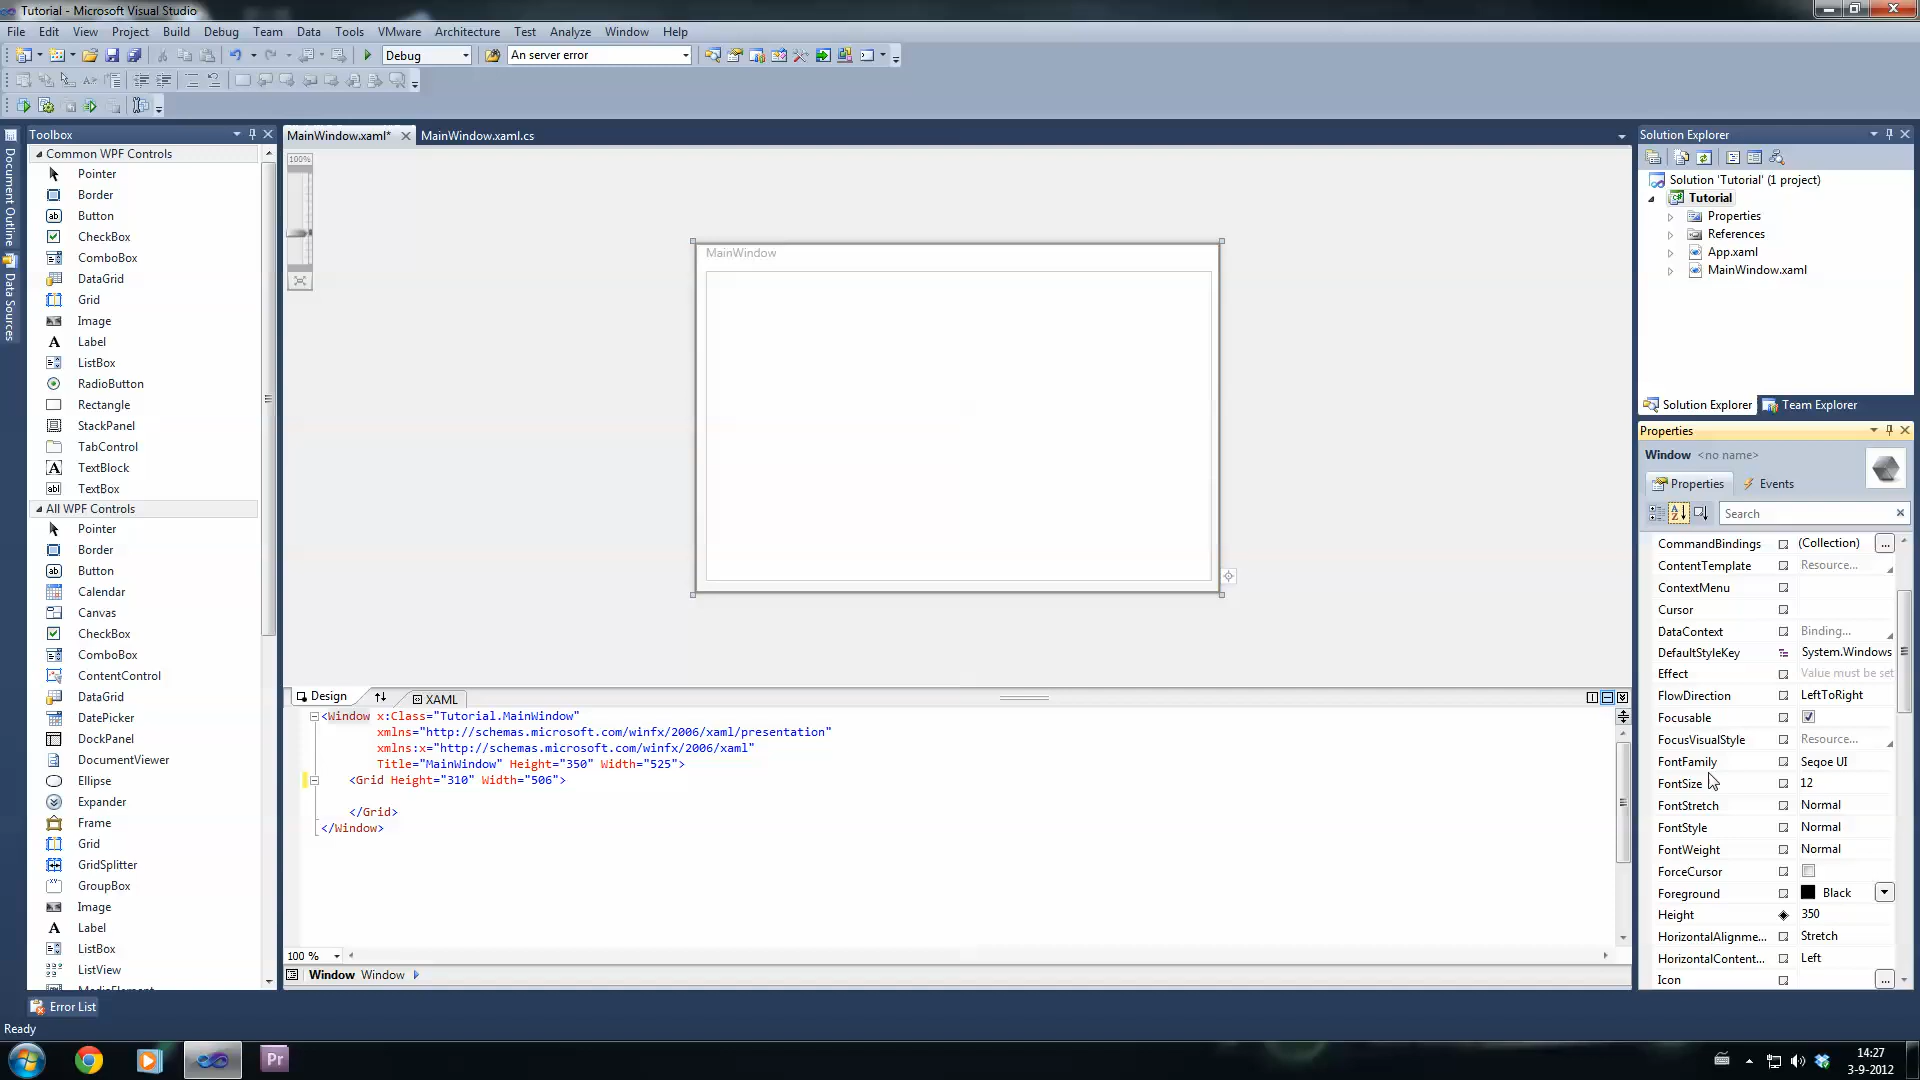 Tutorial - Microsoft Visual Studio
File Edit View Project Build Debug Team Data Tools VMware Architecture Test Analyze Window Help
Debug An server error
Toolbox
MainWindow.xaml* MainWindow.xaml.cs
Solution Explorer
Document Outline
Data Sources
Common WPF Controls
Pointer
Border
Button
CheckBox
ComboBox
DataGrid
Grid
Image
Label
ListBox
RadioButton
Rectangle
StackPanel
TabControl
TextBlock
TextBox
All WPF Controls
Pointer
Border
Button
Calendar
Canvas
CheckBox
ComboBox
ContentControl
DataGrid
DatePicker
DockPanel
DocumentViewer
Ellipse
Expander
Frame
Grid
GridSplitter
GroupBox
Image
Label
ListBox
ListView
100%
MainWindow
Design XAML
<Window x:Class="Tutorial.MainWindow"
xmlns="http://schemas.microsoft.com/winfx/2006/xaml/presentation"
xmlns:x="http://schemas.microsoft.com/winfx/2006/xaml"
Title="MainWindow" Height="350" Width="525">
<Grid Height="310" Width="506">
</Grid>
</Window>
100 %
Window Window
Solution 'Tutorial' (1 project)
Tutorial
Properties
References
App.xaml
MainWindow.xaml
Solution Explorer Team Explorer
Properties
Window <no name>
Properties Events
Search
CommandBindings (Collection) ...
ContentTemplate Resource...
ContextMenu
Cursor
DataContext Binding...
DefaultStyleKey System.Windows
Effect Value must be set
FlowDirection LeftToRight
Focusable
FocusVisualStyle Resource...
FontFamily Segoe UI
FontSize 12
FontStretch Normal
FontStyle Normal
FontWeight Normal
ForceCursor
Foreground Black
Height 350
HorizontalAlignme... Stretch
HorizontalContent... Left
Icon ...
Error List
Ready
Pr
14:27
3-9-2012